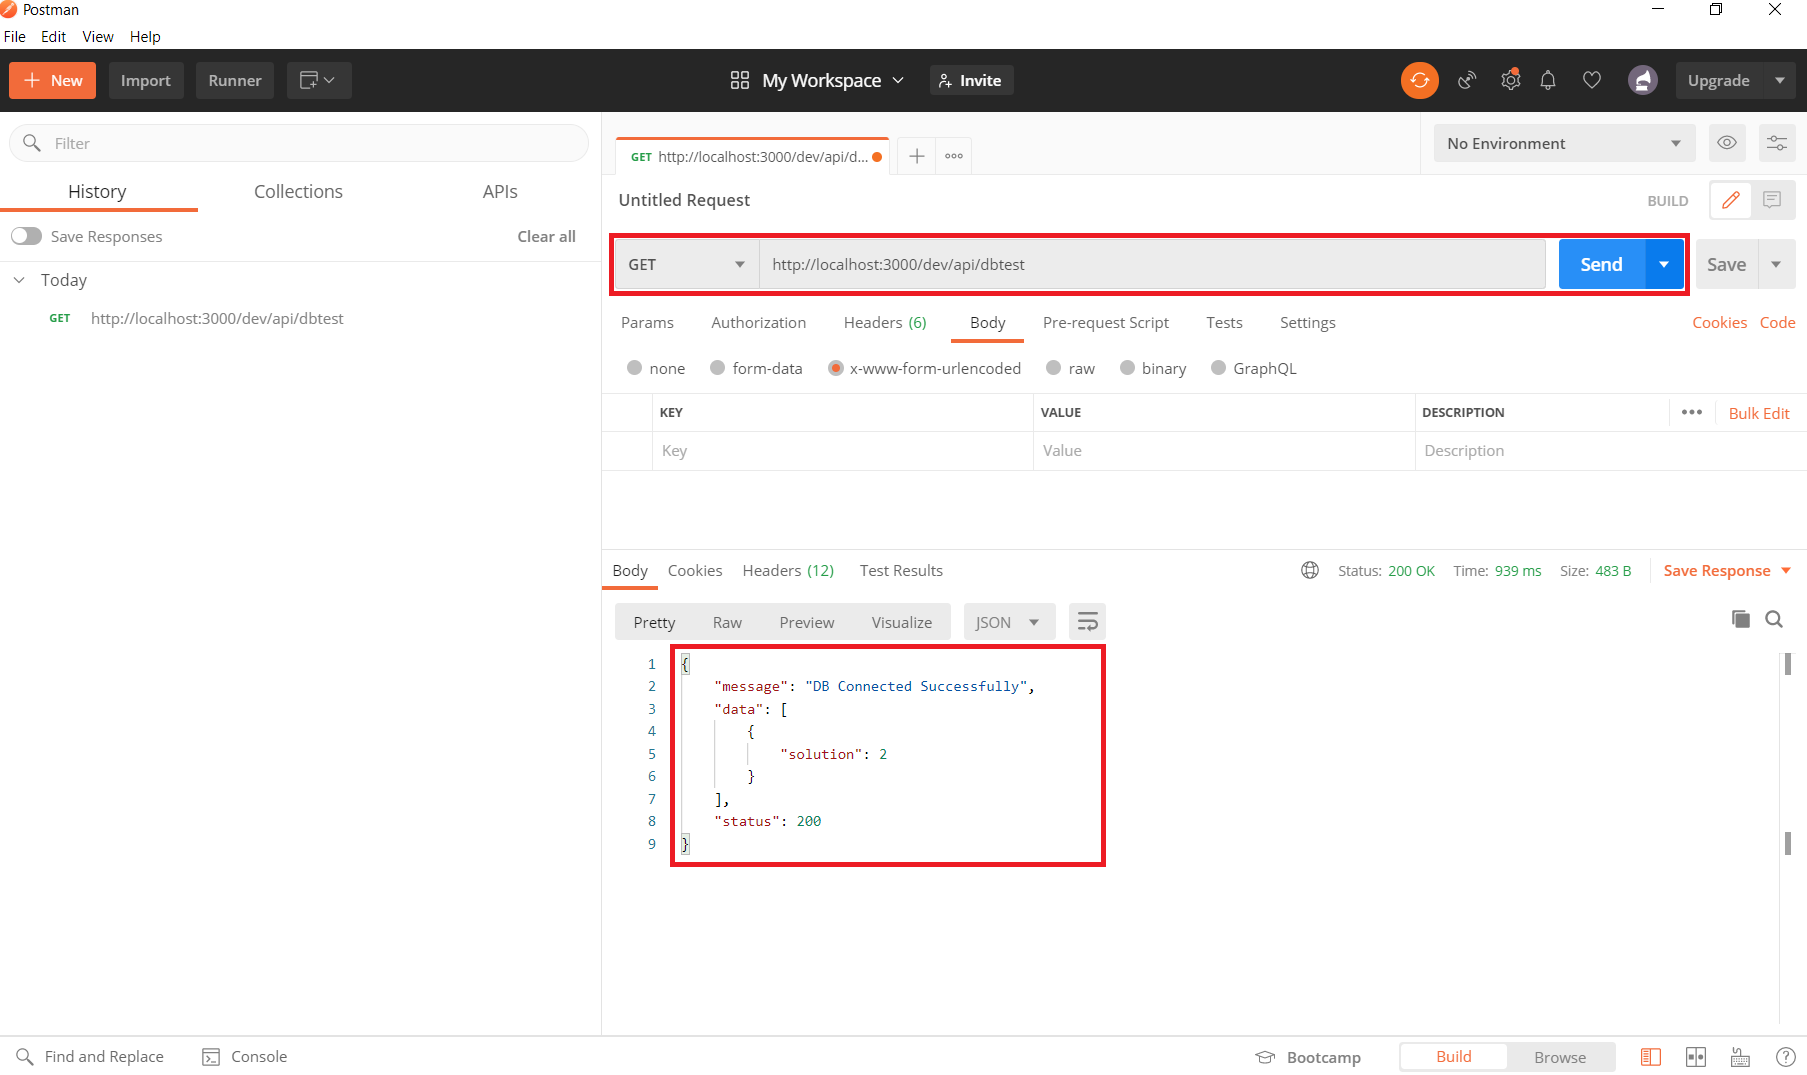 Postman
File Edit View Help
New Import Runner My Workspace Invite Upgrade
Filter
History Collections APIs
Save Responses Clear all
Today
GET http://localhost:3000/dev/api/dbtest
GET http://localhost:3000/dev/api/d...
No Environment
Untitled Request BUILD
GET http://localhost:3000/dev/api/dbtest Send Save
Params Authorization Headers (6) Body Pre-request Script Tests Settings Cookies Code
none form-data x-www-form-urlencoded raw binary GraphQL
KEY VALUE DESCRIPTION Bulk Edit
Key Value Description
Body Cookies Headers (12) Test Results Status: 200 OK Time: 939 ms Size: 483 B Save Response
Pretty Raw Preview Visualize JSON
1 {
2 "message": "DB Connected Successfully",
3 "data": [
4 {
5 "solution": 2
6 }
7 ],
8 "status": 200
9 }
Find and Replace Console Bootcamp Build Browse